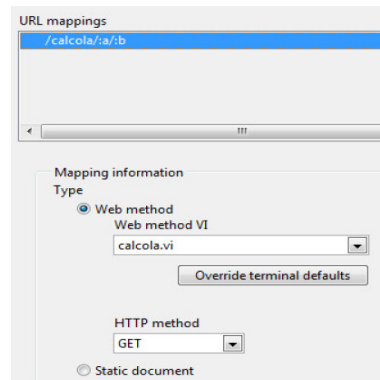 URL mappings
/calcola/:a/:b
Mapping information
Type
Web method
Web method VI
calcola.vi
Override terminal defaults
HTTP method
GET
Static document